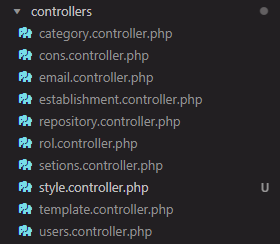 controllers
category.controller.php
cons.controller.php
email.controller.php
establishment.controller.php
repository.controller.php
rol.controller.php
setions.controller.php
style.controller.php U
template.controller.php
users.controller.php